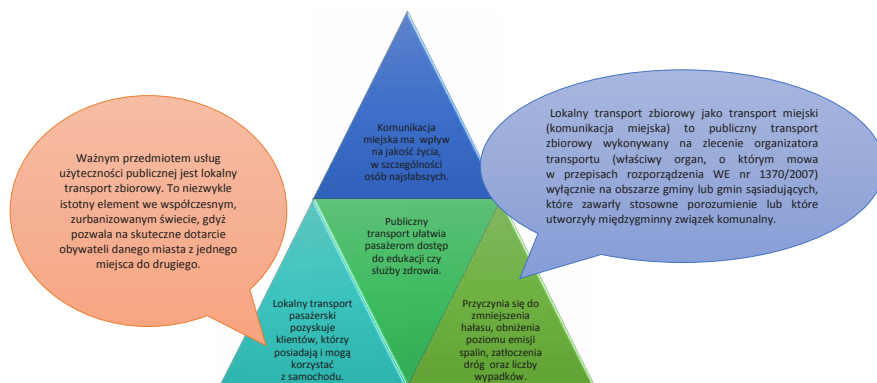 Ważnym przedmiotem usług
użyteczności publicznej jest lokalny
transport zbiorowy. To niezwykle
istotny element we współczesnym,
zurbanizowanym świecie, gdyż
pozwala na skuteczne dotarcie
obywateli danego miasta z jednego
miejsca do drugiego.
Komunikacja
miejska ma wpływ
na jakość życia,
w szczególności
osób najsłabszych.
Lokalny transport zbiorowy jako transport miejski
(komunikacja miejska) to publiczny transport
zbiorowy wykonywany na zlecenie organizatora
transportu (właściwy organ, o którym mowa
w przepisach rozporządzenia WE nr 1370/2007)
wyłącznie na obszarze gminy lub gmin sąsiadujących,
które zawarły stosowne porozumienie lub które
utworzyły międzygminny związek komunalny.
Publiczny
transport ułatwia
pasażerom dostęp
do edukacji czy
służby zdrowia.
Lokalny transport
pasażerski
pozyskuje
klientów, którzy
posiadają i mogą
korzystać
z samochodu.
Przyczynia się do
zmniejszenia
hałasu, obniżenia
poziomu emisji
spalin, zatłoczenia
dróg oraz liczby
wypadków.